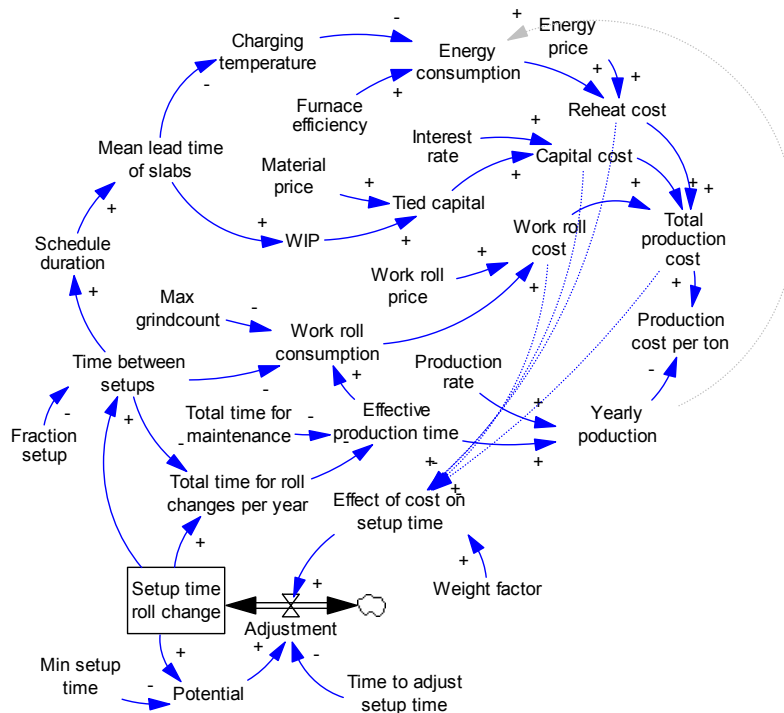 Charging
temperature
-
+
Energy
price
Energy
consumption
-
+
+
+
Furnace
efficiency
Reheat cost
Interest
rate
+
+
Mean lead time
of slabs
Capital cost
Material
price
+
+
+
+
Tied capital
+
+
Schedule
duration
+
WIP
+
Work roll
cost
Total
production
cost
Work roll
price
+
+
+
+
Max
grindcount
-
Work roll
consumption
Production
cost per ton
Time between
setups
Production
rate
+
-
-
-
+
Total time for
maintenance
-
Effective
production time
+
Yearly
poduction
Fraction
setup
-
-
+
Total time for roll
changes per year
+
-
+
-
Effect of cost on
setup time
+
+
Weight factor
Setup time
roll change
+
Adjustment
+
+
-
Min setup
time
-
Potential
Time to adjust
setup time